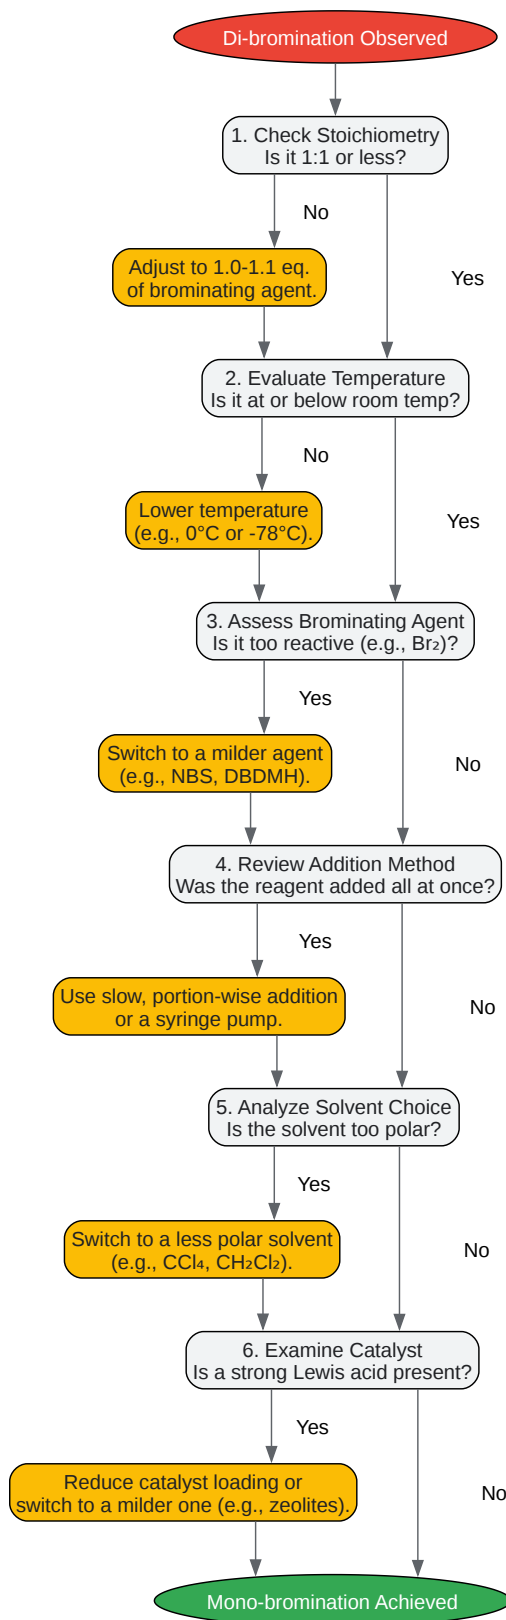 Di-bromination Observed
1. Check Stoichiometry
Is it 1:1 or less?
No
Adjust to 1.0-1.1 eq.
of brominating agent.
Yes
2. Evaluate Temperature
Is it at or below room temp?
No
Lower temperature
(e.g., 0°C or -78°C).
Yes
3. Assess Brominating Agent
Is it too reactive (e.g., Br₂)?
Yes
Switch to a milder agent
(e.g., NBS, DBDMH).
No
4. Review Addition Method
Was the reagent added all at once?
Yes
Use slow, portion-wise addition
or a syringe pump.
No
5. Analyze Solvent Choice
Is the solvent too polar?
Yes
Switch to a less polar solvent
(e.g., CCl₄, CH₂Cl₂).
No
6. Examine Catalyst
Is a strong Lewis acid present?
Yes
Reduce catalyst loading or
switch to a milder one (e.g., zeolites).
No
Mono-bromination Achieved